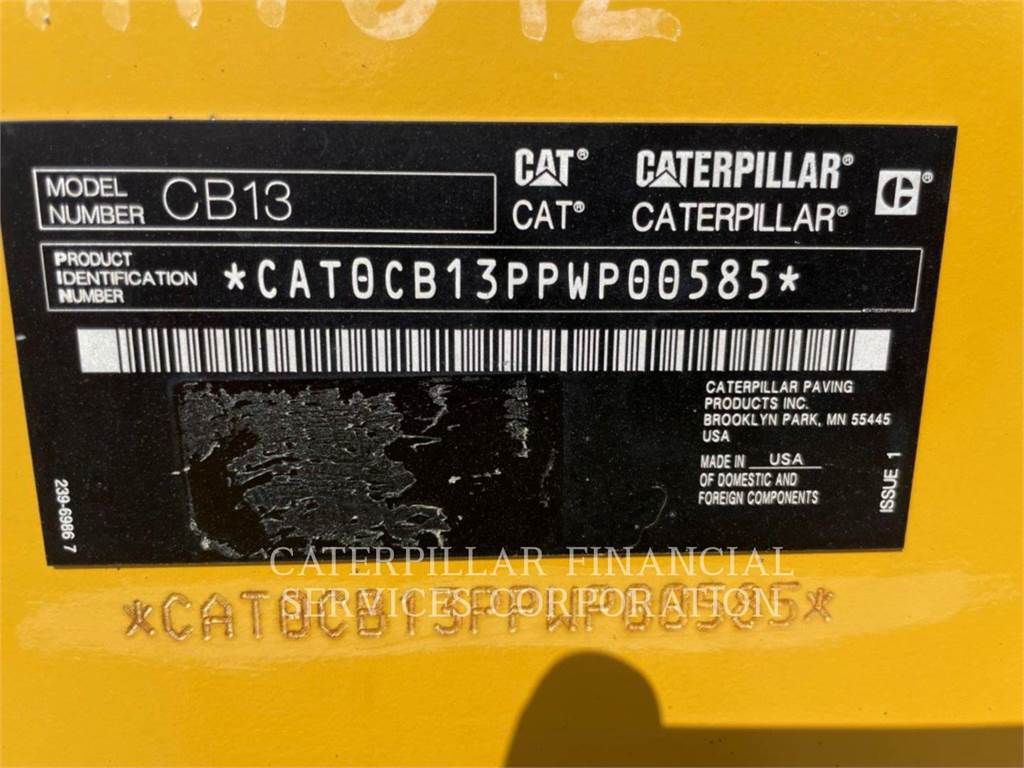 MODEL
NUMBER CB13
CAT® CATERPILLAR®
CAT® CATERPILLAR®
PRODUCT
IDENTIFICATION
NUMBER
*CAT0CB13PPWP00585*
CATERPILLAR PAVING
PRODUCTS INC.
BROOKLYN PARK, MN 55445
USA
MADE IN USA
OF DOMESTIC AND
FOREIGN COMPONENTS
ISSUE 1
239-6986 7
CATERPILLAR FINANCIAL
SERVICES CORPORATION
*CAT0CB13PPWP00585*